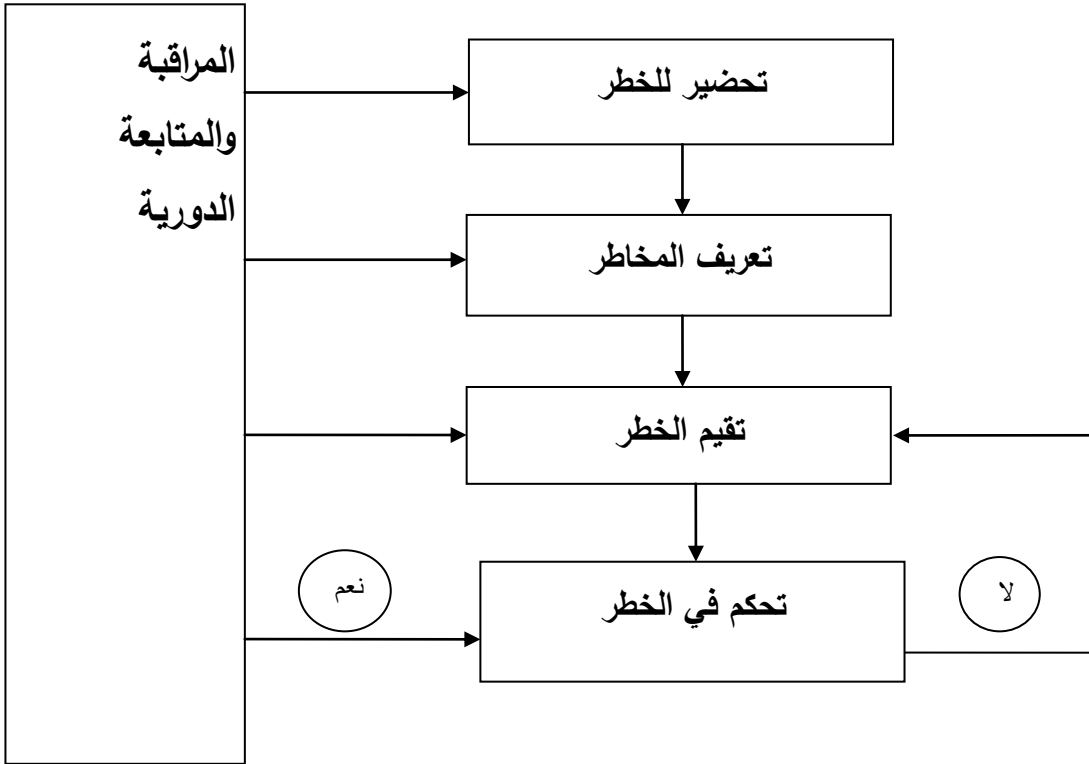 المراقبة
والمتابعة
الدورية
تحضير للخطر
تعريف المخاطر
تقيم الخطر
نعم
تحكم في الخطر
لا